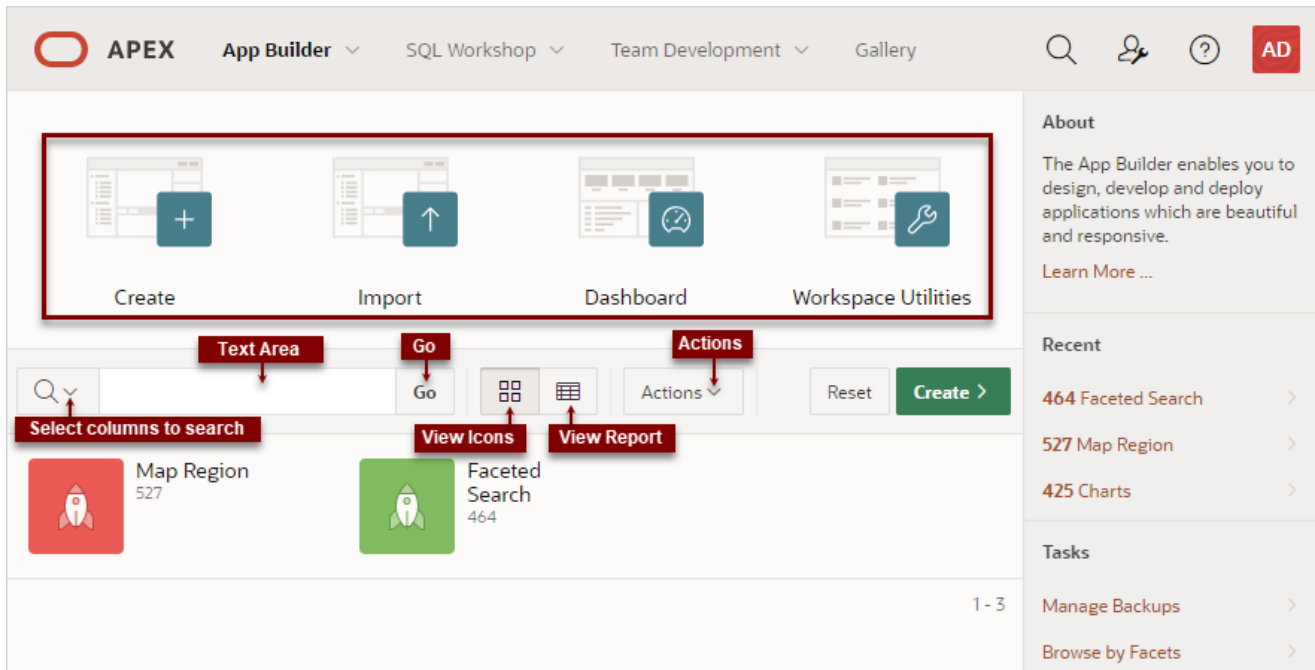 APEX App Builder SQL Workshop Team Development Gallery AD
Create Import Dashboard Workspace Utilities
Text Area Go Actions
Go Actions Reset Create
Select columns to search View Icons View Report
Map Region
527
Faceted
Search
464
1 - 3
About
The App Builder enables you to
design, develop and deploy
applications which are beautiful
and responsive.
Learn More ...
Recent
464 Faceted Search
527 Map Region
425 Charts
Tasks
Manage Backups
Browse by Facets